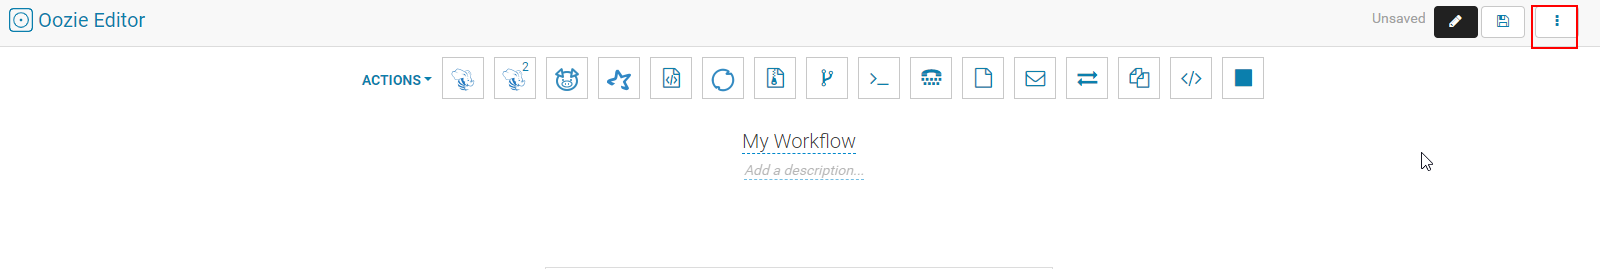 Oozie Editor
Unsaved
ACTIONS
2
My Workflow
Add a description...